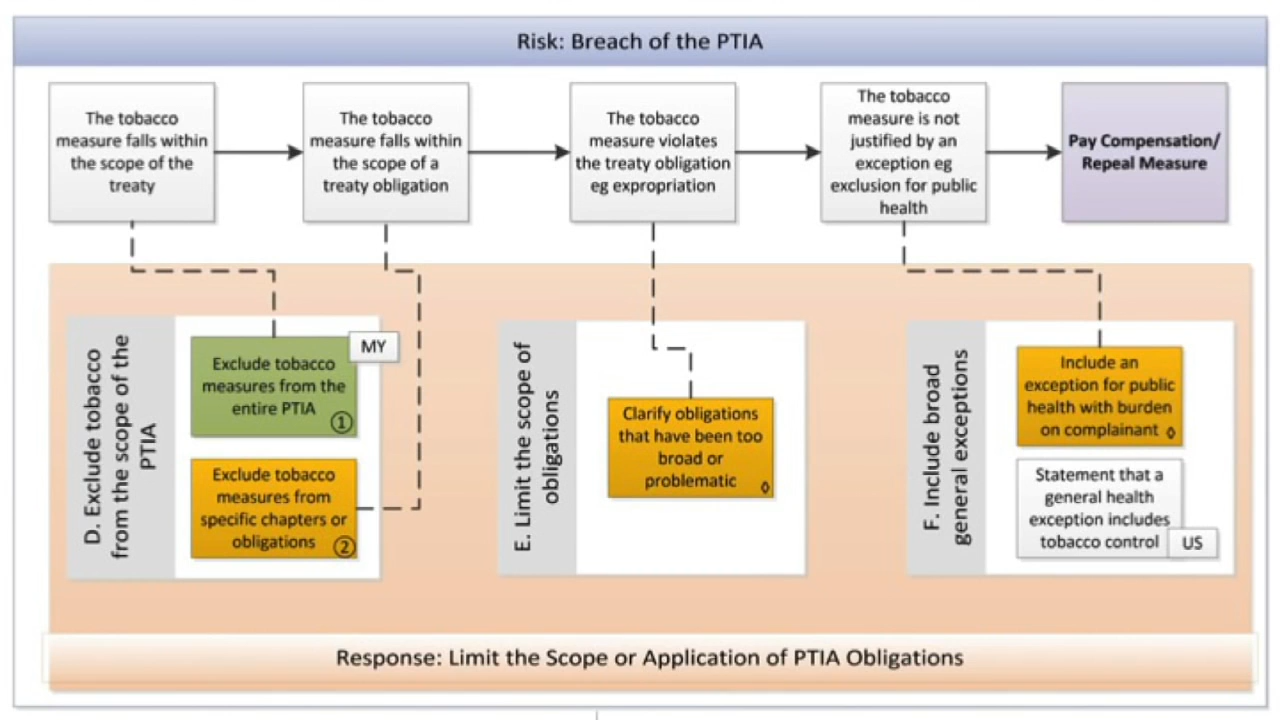 Risk: Breach of the PTIA
The tobacco
measure falls within
the scope of the
treaty
The tobacco
measure falls within
the scope of a
treaty obligation
The tobacco
measure violates
the treaty obligation
eg expropriation
The tobacco
measure is not
justified by an
exception eg
exclusion for public
health
Pay Compensation/
Repeal Measure
D. Exclude tobacco
from the scope of the
PTIA
MY
Exclude tobacco
measures from the
entire PTIA
1
Exclude tobacco
measures from
specific chapters or
obligations
2
E. Limit the scope of
obligations
Clarify obligations
that have been too
broad or
problematic ◊
F. Include broad
general exceptions
Include an
exception for public
health with burden
on complainant ◊
Statement that a
general health
exception includes
tobacco control
US
Response: Limit the Scope or Application of PTIA Obligations